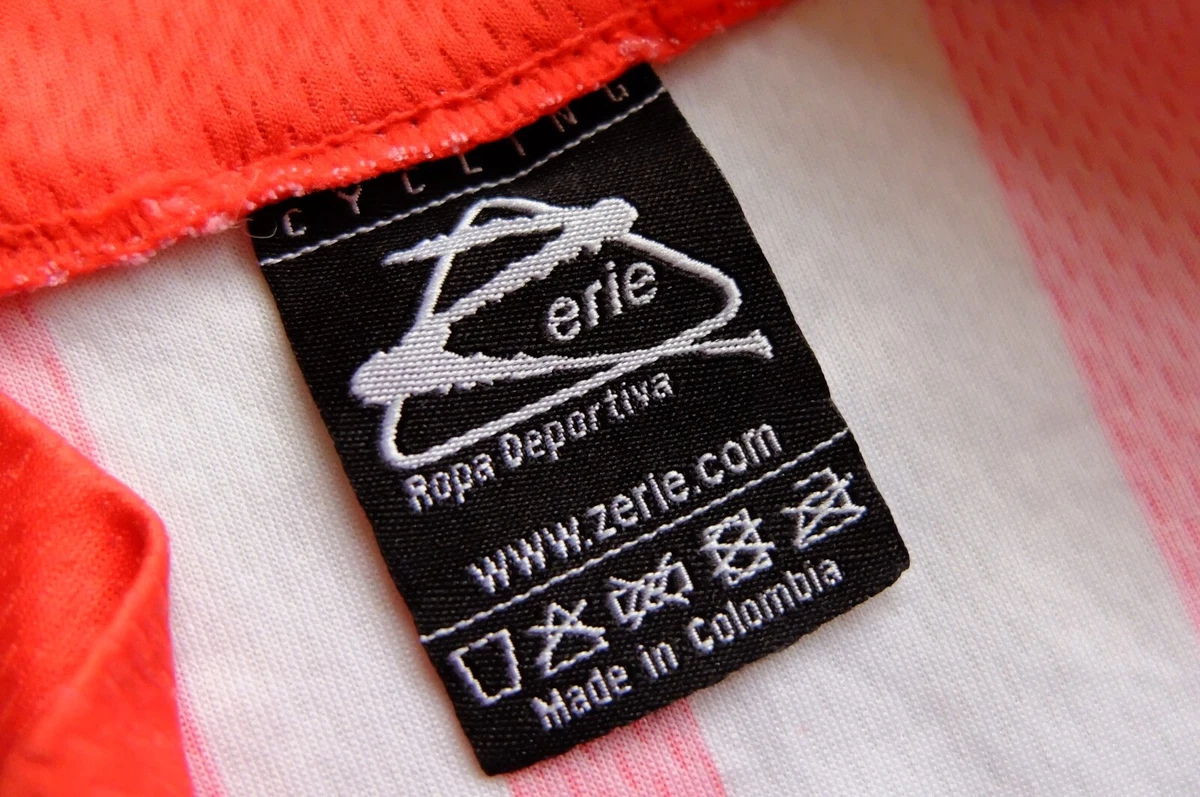 CYCLING
Zerie
Ropa Deportiva
www.zerie.com
Made in Colombia